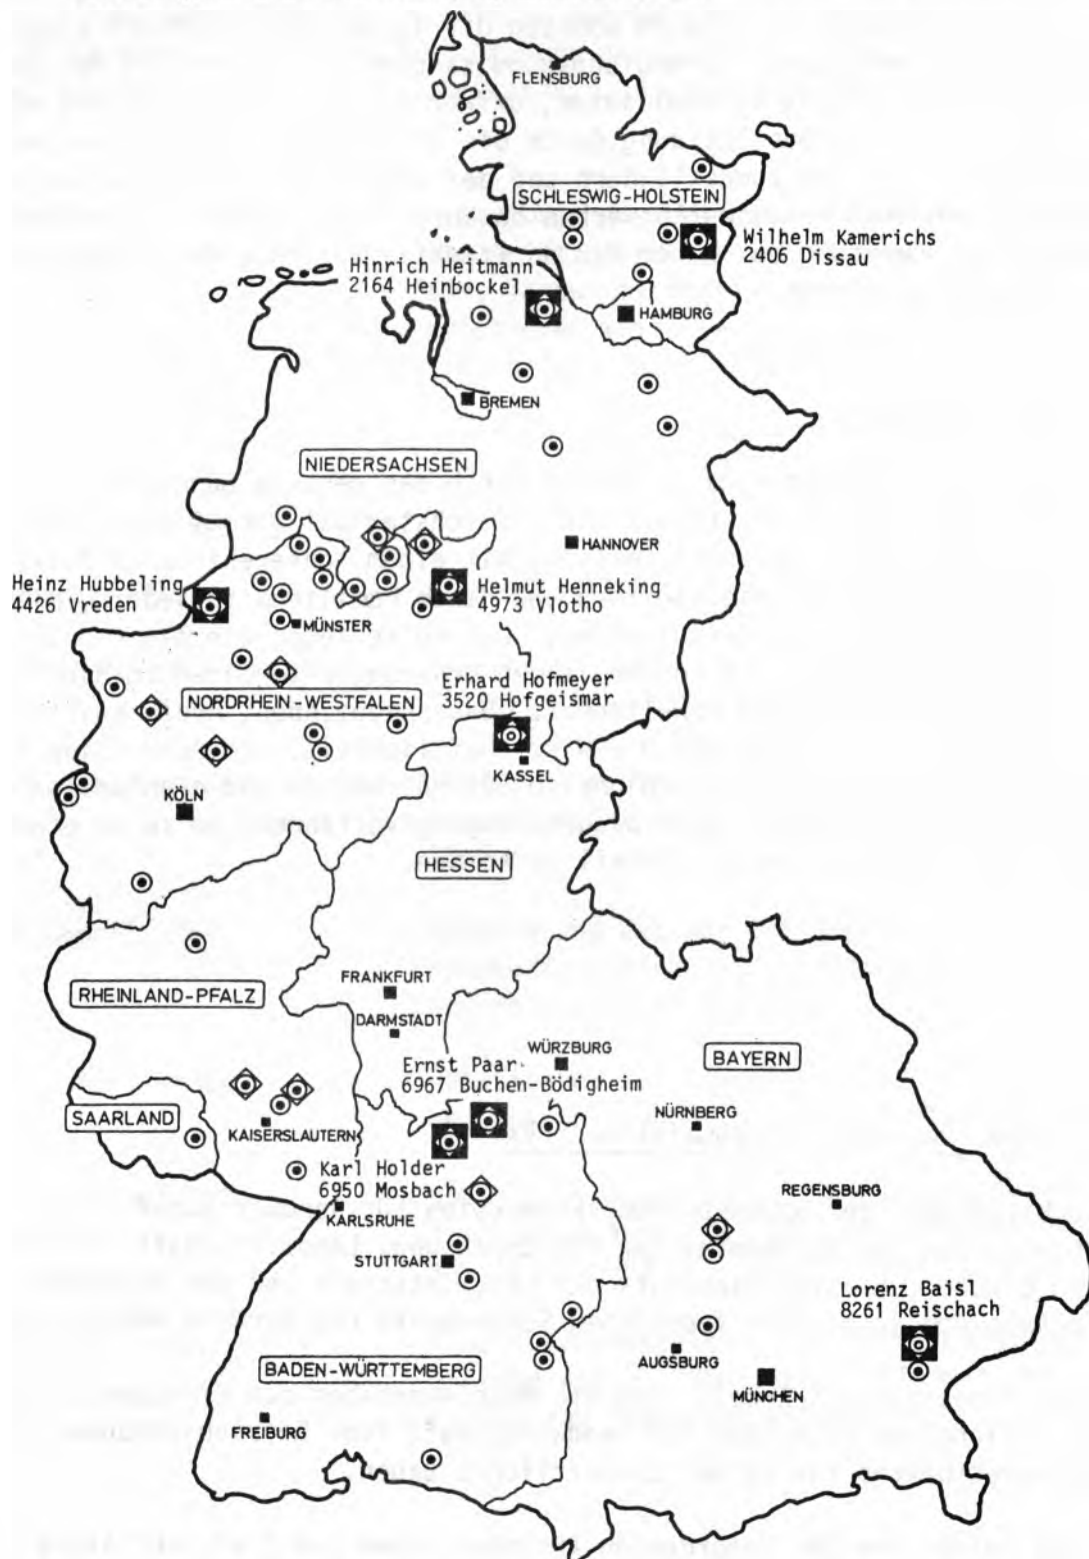 FLENSBURG
SCHLESWIG-HOLSTEIN
Wilhelm Kamerichs
2406 Dissau
Hinrich Heitmann
2164 Heinbockel
HAMBURG
BREMEN
NIEDERSACHSEN
HANNOVER
Heinz Hubbeling
4426 Vreden
Helmut Henneking
4973 Vlotho
MÜNSTER
Erhard Hofmeyer
3520 Hofgeismar
NORDRHEIN-WESTFALEN
KASSEL
KÖLN
HESSEN
FRANKFURT
RHEINLAND-PFALZ
DARMSTADT
WÜRZBURG
BAYERN
Ernst Paar
6967 Buchen-Bödigheim
SAARLAND
KAISERSLAUTERN
NÜRNBERG
Karl Holder
6950 Mosbach
REGENSBURG
KARLSRUHE
STUTTGART
Lorenz Baisl
8261 Reischach
AUGSBURG
BADEN-WÜRTTEMBERG
MÜNCHEN
FREIBURG